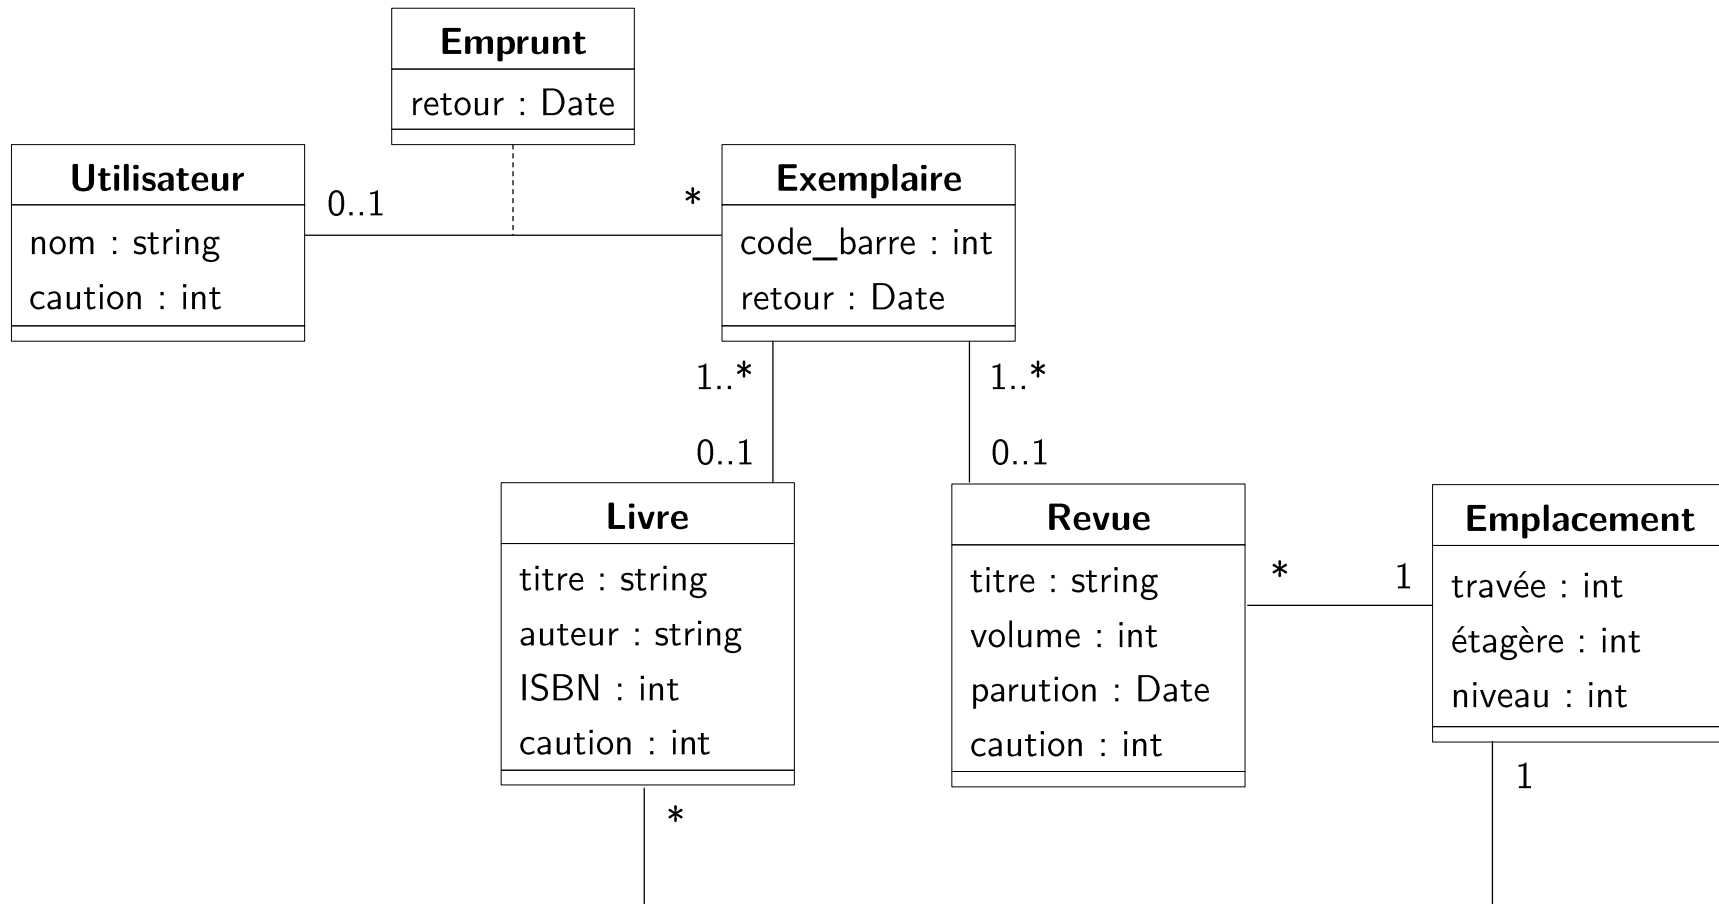 Emprunt
retour : Date
Utilisateur
nom : string
caution : int
0..1
*
Exemplaire
code_barre : int
retour : Date
1..*
0..1
1..*
0..1
Livre
titre : string
auteur : string
ISBN : int
caution : int
*
Revue
titre : string
volume : int
parution : Date
caution : int
*
1
Emplacement
travée : int
étagère : int
niveau : int
1